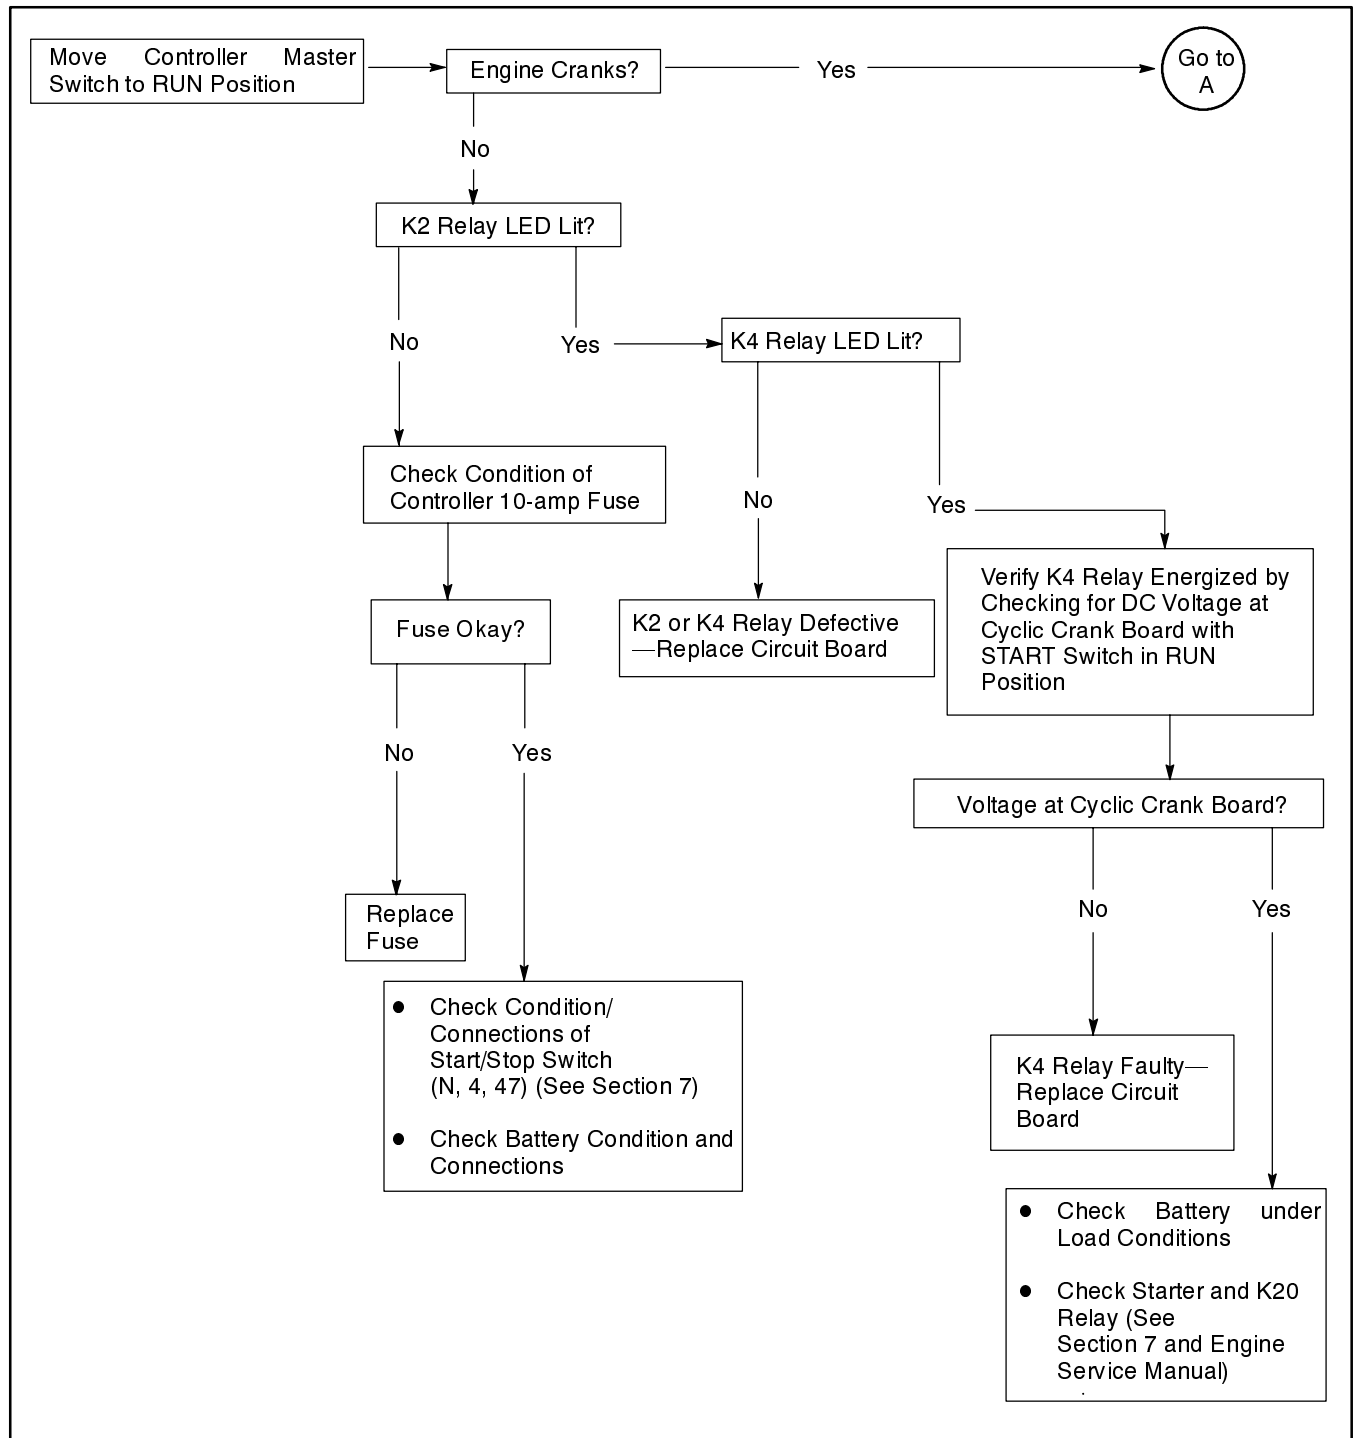 Move Controller Master
Switch to RUN Position
Engine Cranks?
Yes
Go to
A
No
K2 Relay LED Lit?
No
Yes
K4 Relay LED Lit?
Check Condition of
Controller 10-amp Fuse
No
Yes
Fuse Okay?
K2 or K4 Relay Defective
—Replace Circuit Board
Verify K4 Relay Energized by
Checking for DC Voltage at
Cyclic Crank Board with
START Switch in RUN
Position
No
Yes
Voltage at Cyclic Crank Board?
Replace
Fuse
No
Yes
● Check Condition/
Connections of
Start/Stop Switch
(N, 4, 47) (See Section 7)
● Check Battery Condition and
Connections
K4 Relay Faulty—
Replace Circuit
Board
● Check Battery under
Load Conditions
● Check Starter and K20
Relay (See
Section 7 and Engine
Service Manual)